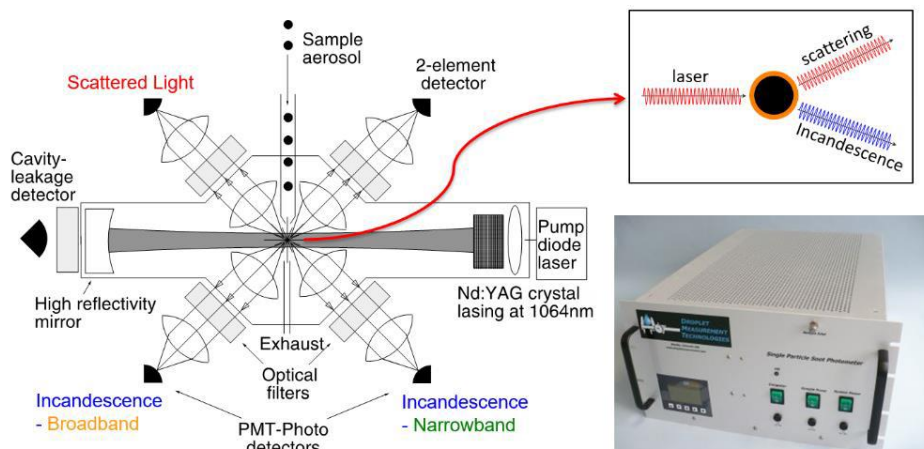 Sample
aerosol
Scattered Light
2-element
detector
Cavity-
leakage
detector
High reflectivity
mirror
Pump
diode
laser
Nd:YAG crystal
lasing at 1064nm
Exhaust
Optical
filters
Incandescence
- Broadband
PMT-Photo
detectors
Incandescence
- Narrowband
laser
scattering
Incandescence
DROPLET
MEASUREMENT
TECHNOLOGIES
Single Particle Soot Photometer